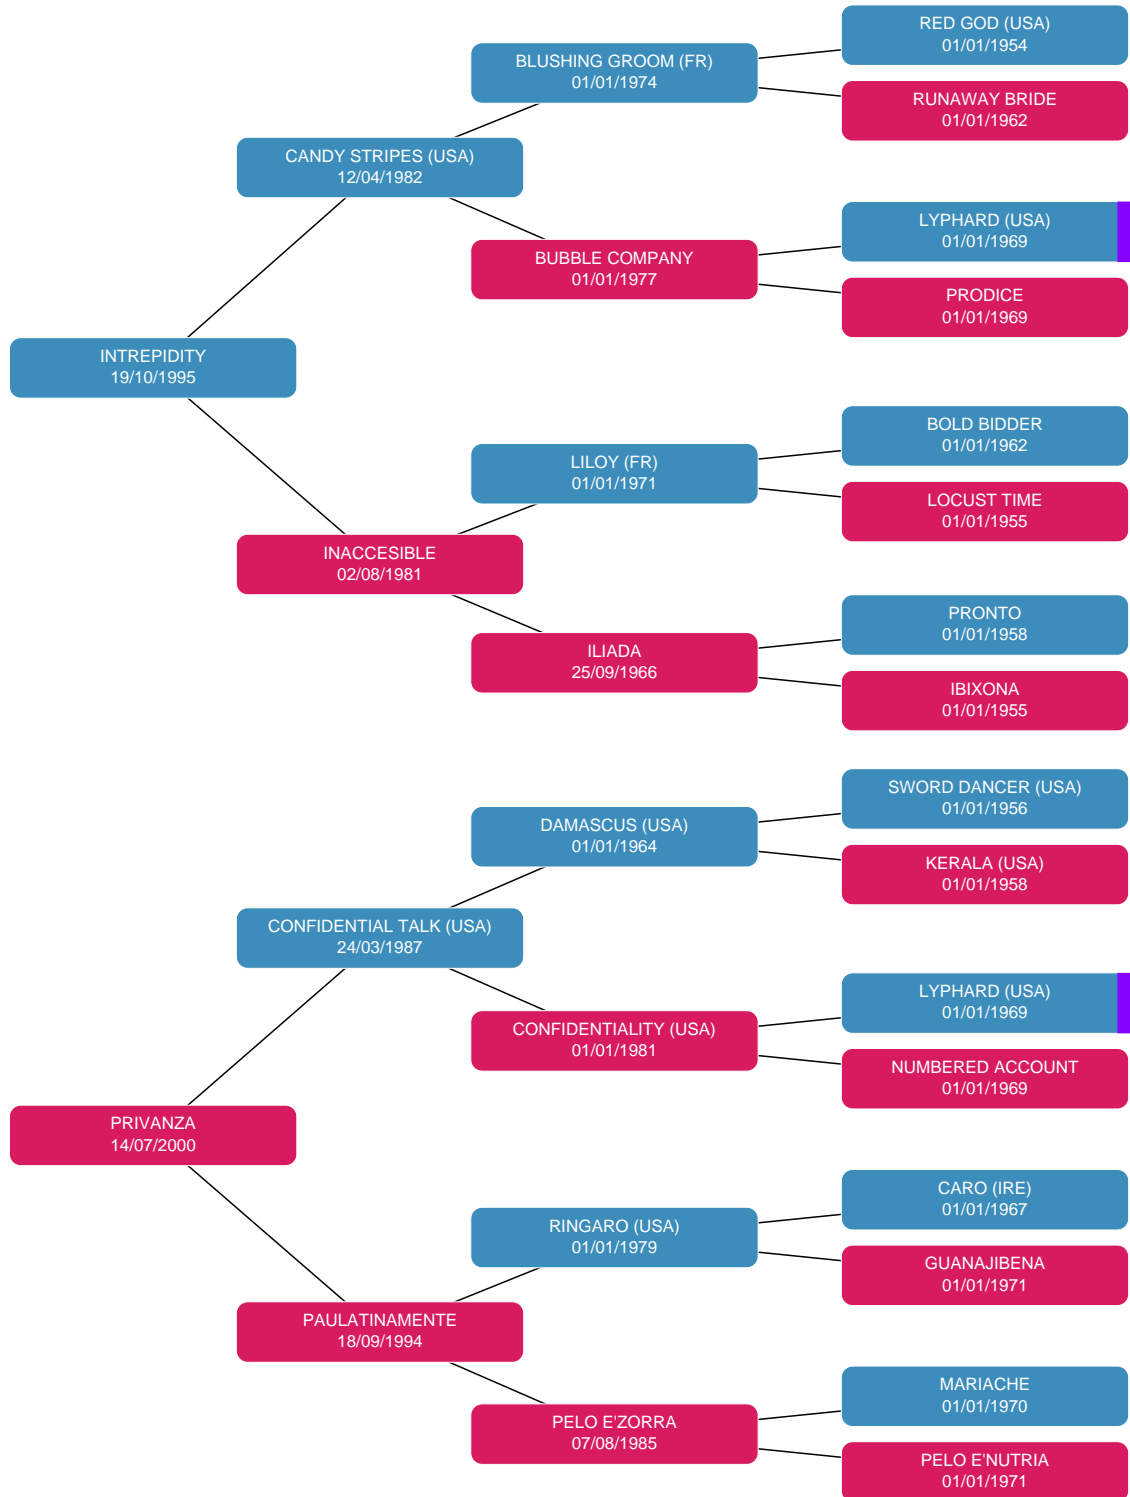 RED GOD (USA)
01/01/1954
BLUSHING GROOM (FR)
01/01/1974
RUNAWAY BRIDE
01/01/1962
CANDY STRIPES (USA)
12/04/1982
LYPHARD (USA)
01/01/1969
BUBBLE COMPANY
01/01/1977
PRODICE
01/01/1969
INTREPIDITY
19/10/1995
BOLD BIDDER
01/01/1962
LILOY (FR)
01/01/1971
LOCUST TIME
01/01/1955
INACCESIBLE
02/08/1981
PRONTO
01/01/1958
ILIADA
25/09/1966
IBIXONA
01/01/1955
SWORD DANCER (USA)
01/01/1956
DAMASCUS (USA)
01/01/1964
KERALA (USA)
01/01/1958
CONFIDENTIAL TALK (USA)
24/03/1987
LYPHARD (USA)
01/01/1969
CONFIDENTIALITY (USA)
01/01/1981
NUMBERED ACCOUNT
01/01/1969
PRIVANZA
14/07/2000
CARO (IRE)
01/01/1967
RINGARO (USA)
01/01/1979
GUANAJIBENA
01/01/1971
PAULATINAMENTE
18/09/1994
MARIACHE
01/01/1970
PELO E'ZORRA
07/08/1985
PELO E'NUTRIA
01/01/1971